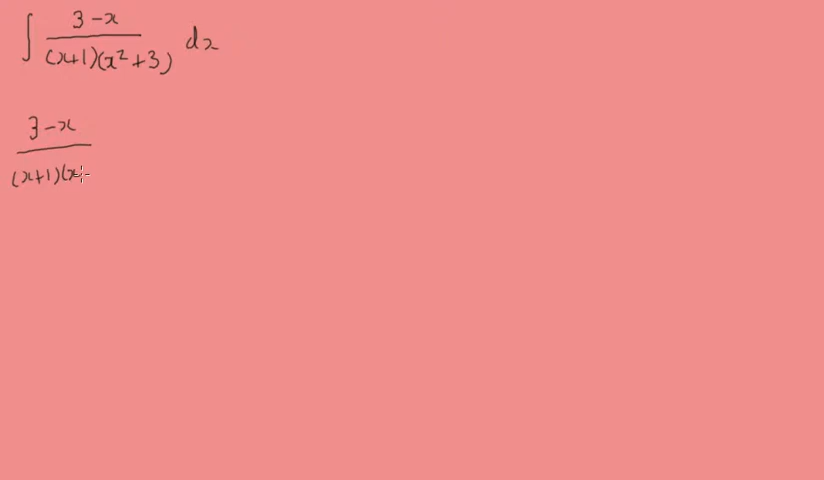 ∫ (3-x)/((x+1)(x²+3)) dx
(3-x)/((x+1)(x